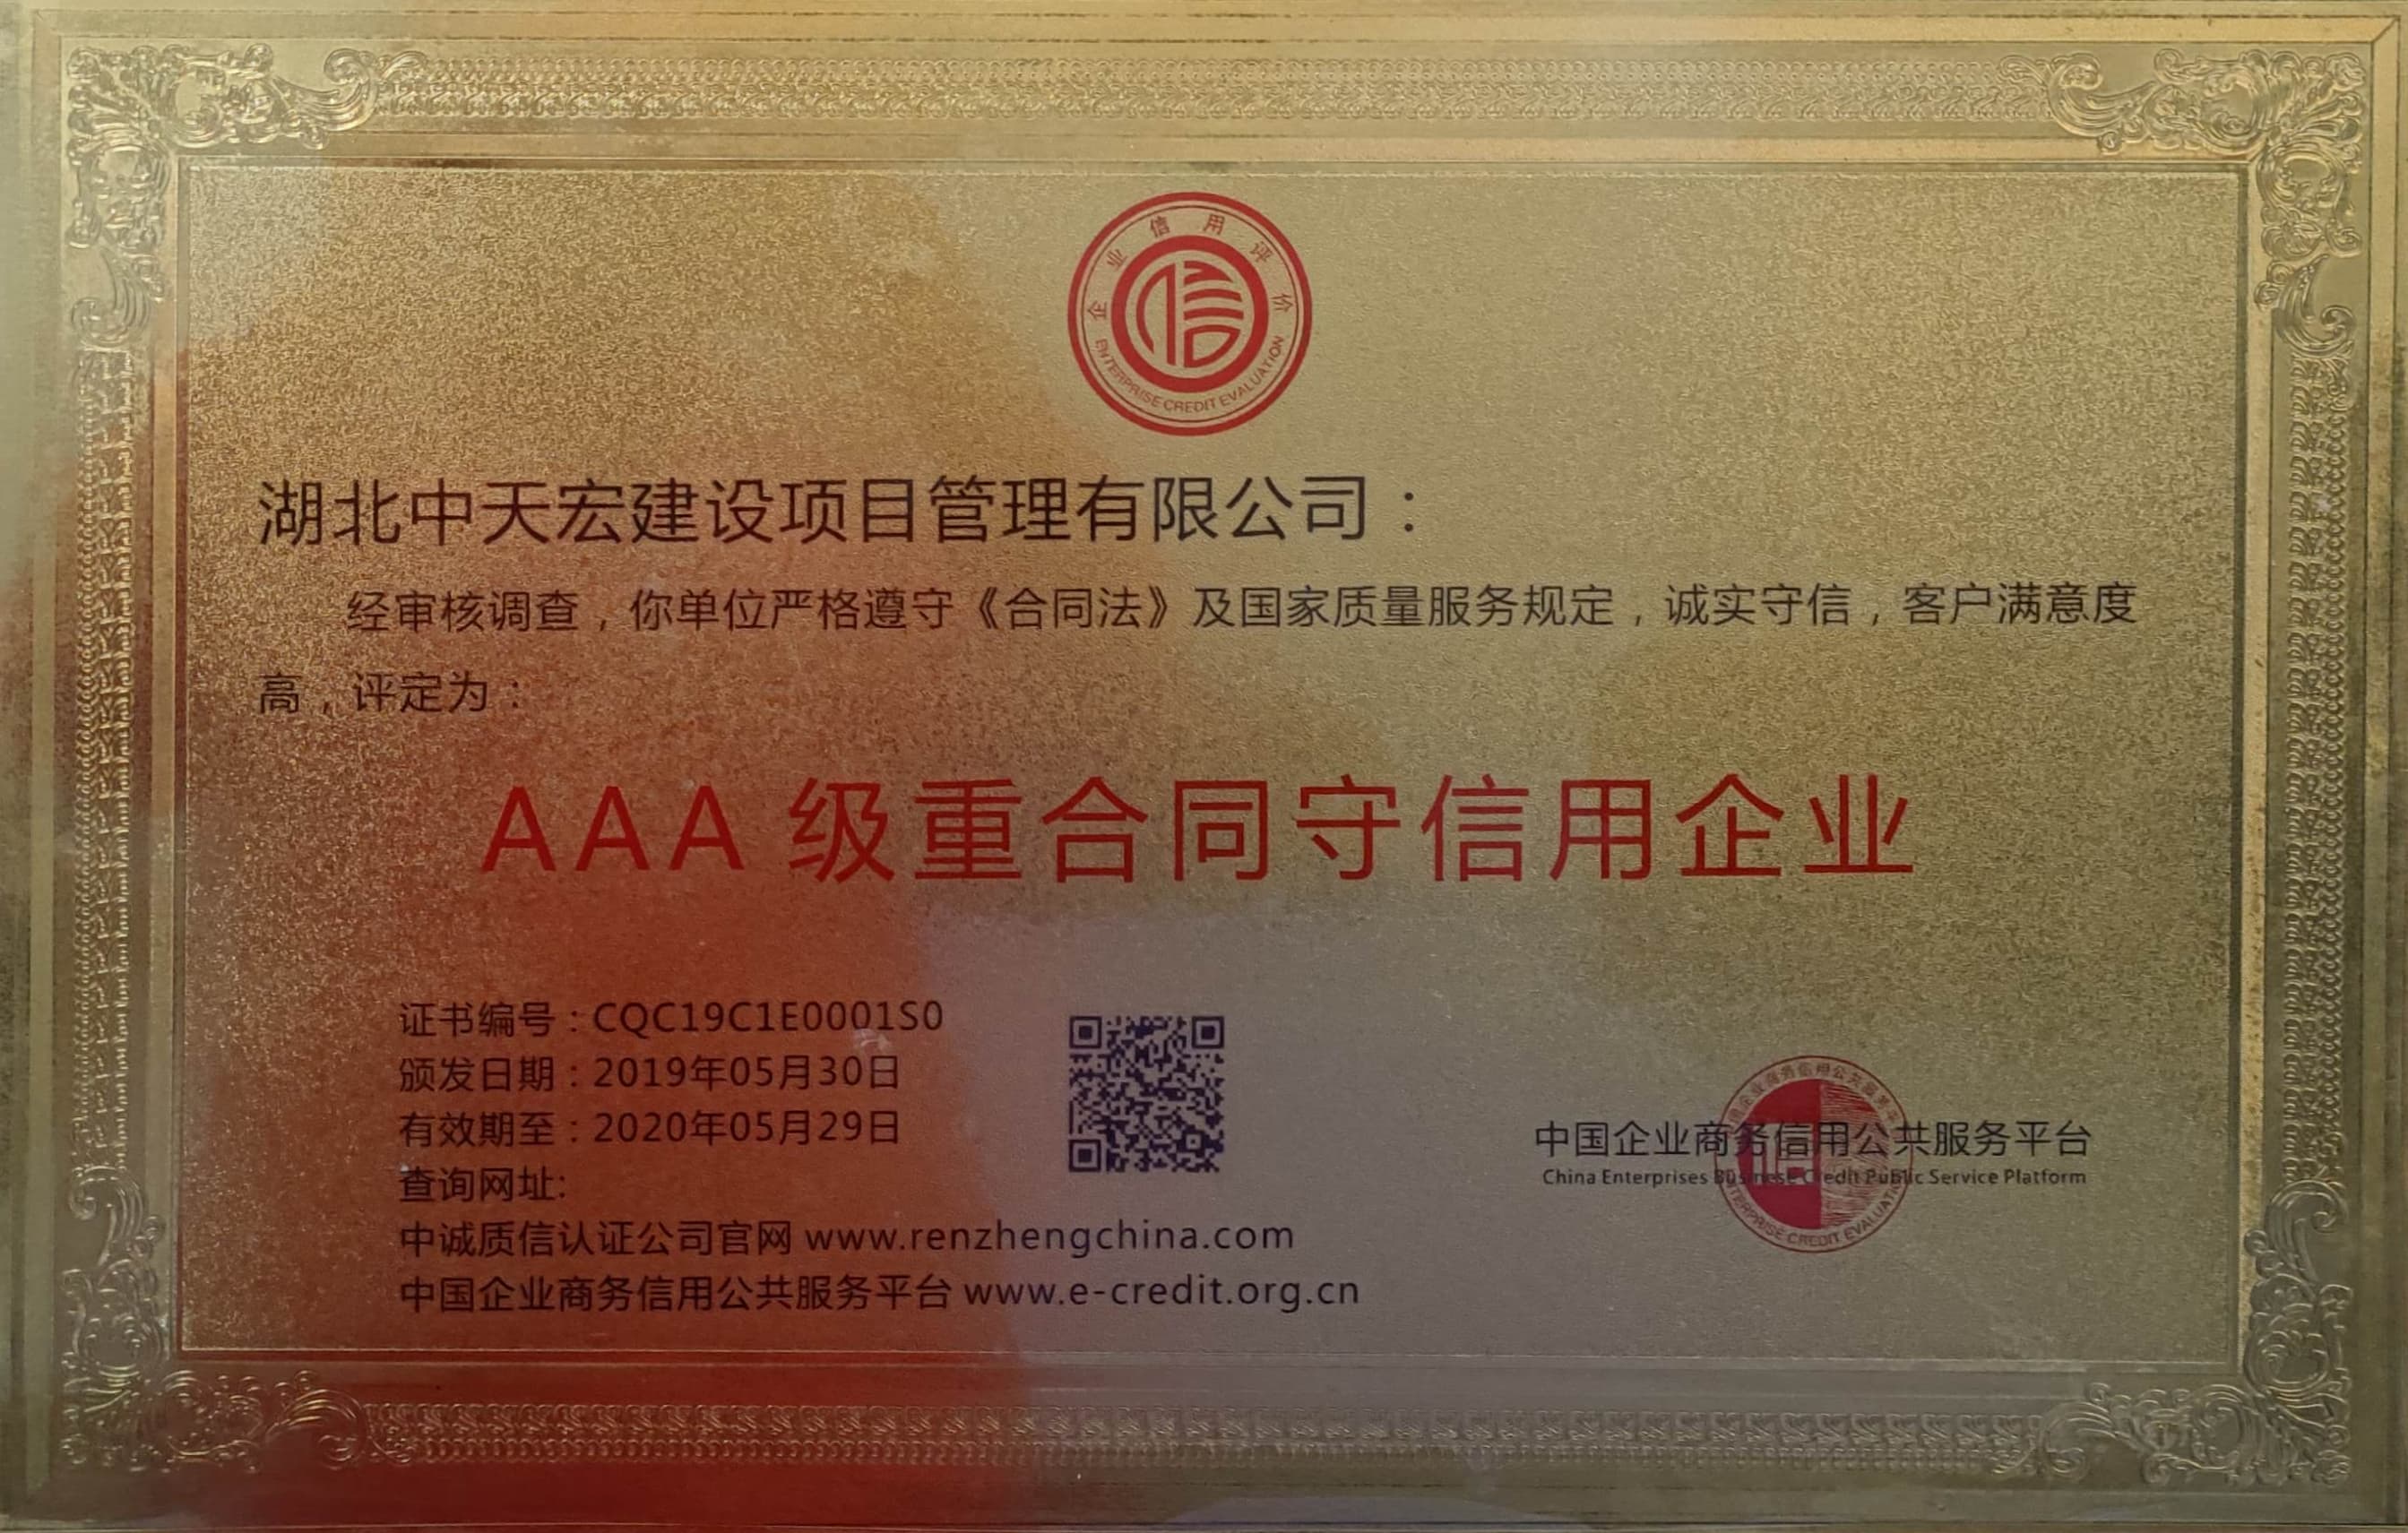 企业信用评价
信
ENTERPRISE CREDIT EVALUATION
湖北中天宏建设项目管理有限公司：
经审核调查，你单位严格遵守《合同法》及国家质量服务规定，诚实守信，客户满意度
高，评定为：
AAA 级重合同守信用企业
证书编号：CQC19C1E0001S0
颁发日期：2019年05月30日
有效期至：2020年05月29日
查询网址:
中诚质信认证公司官网 www.renzhengchina.com
中国企业商务信用公共服务平台 www.e-credit.org.cn
中国企业商务信用公共服务平台
China Enterprises Business Credit Public Service Platform
ENTERPRISE CREDIT EVALUATION